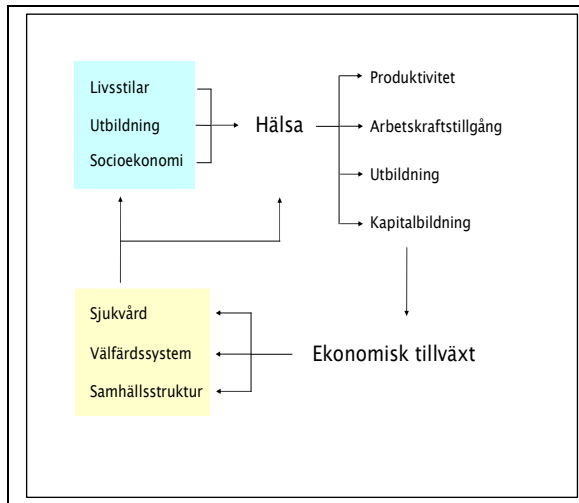 Livsstilar
Utbildning
Socioekonomi
Hälsa
Produktivitet
Arbetskraftstillgång
Utbildning
Kapitalbildning
Sjukvård
Välfärdssystem
Samhällsstruktur
Ekonomisk tillväxt